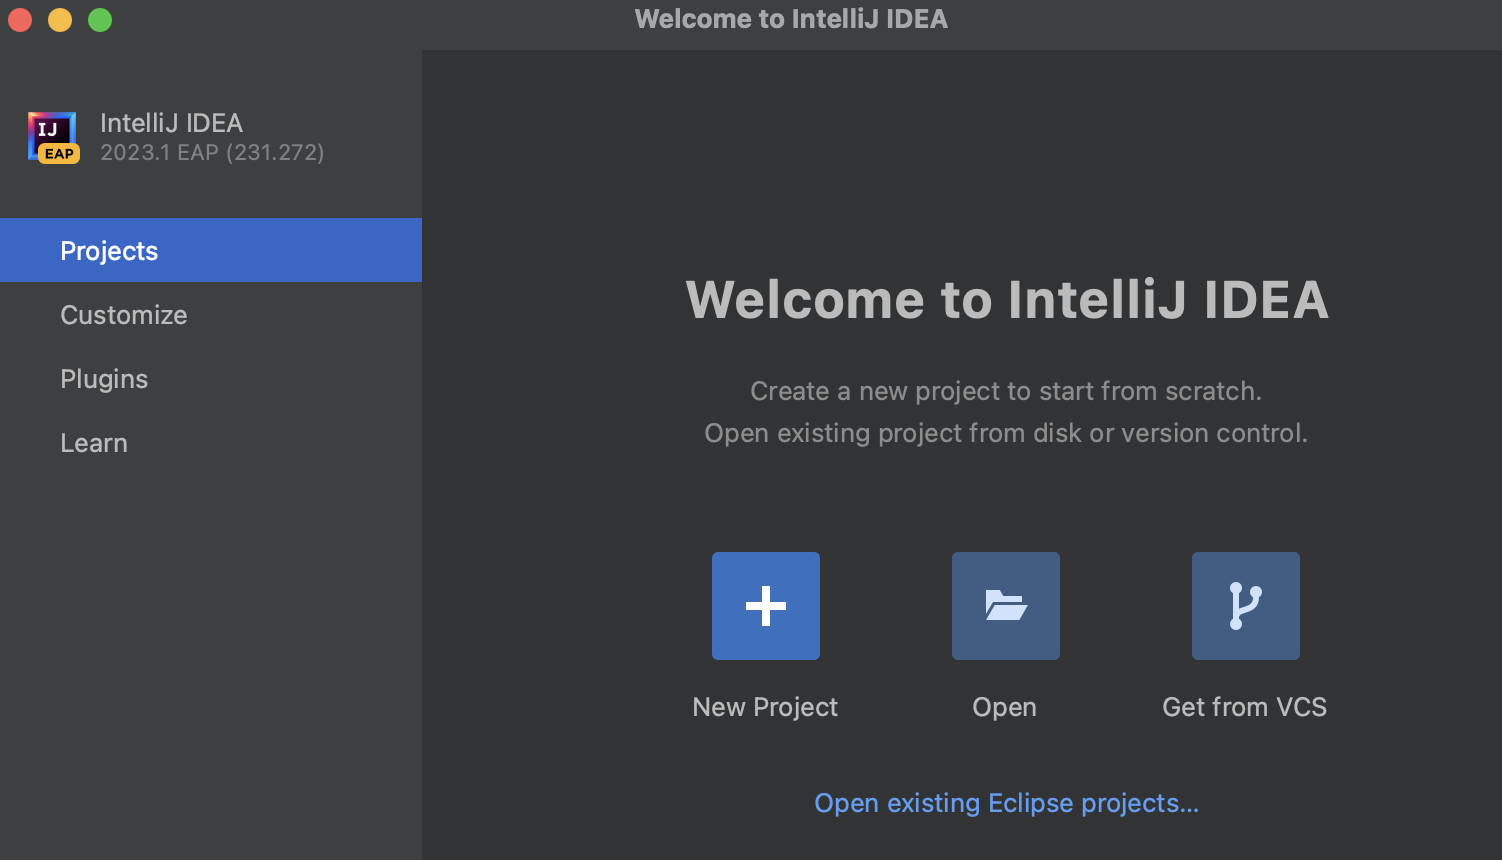 Welcome to IntelliJ IDEA
IJ
EAP
IntelliJ IDEA
2023.1 EAP (231.272)
Projects
Customize
Plugins
Learn
Welcome to IntelliJ IDEA
Create a new project to start from scratch.
Open existing project from disk or version control.
New Project
Open
Get from VCS
Open existing Eclipse projects...